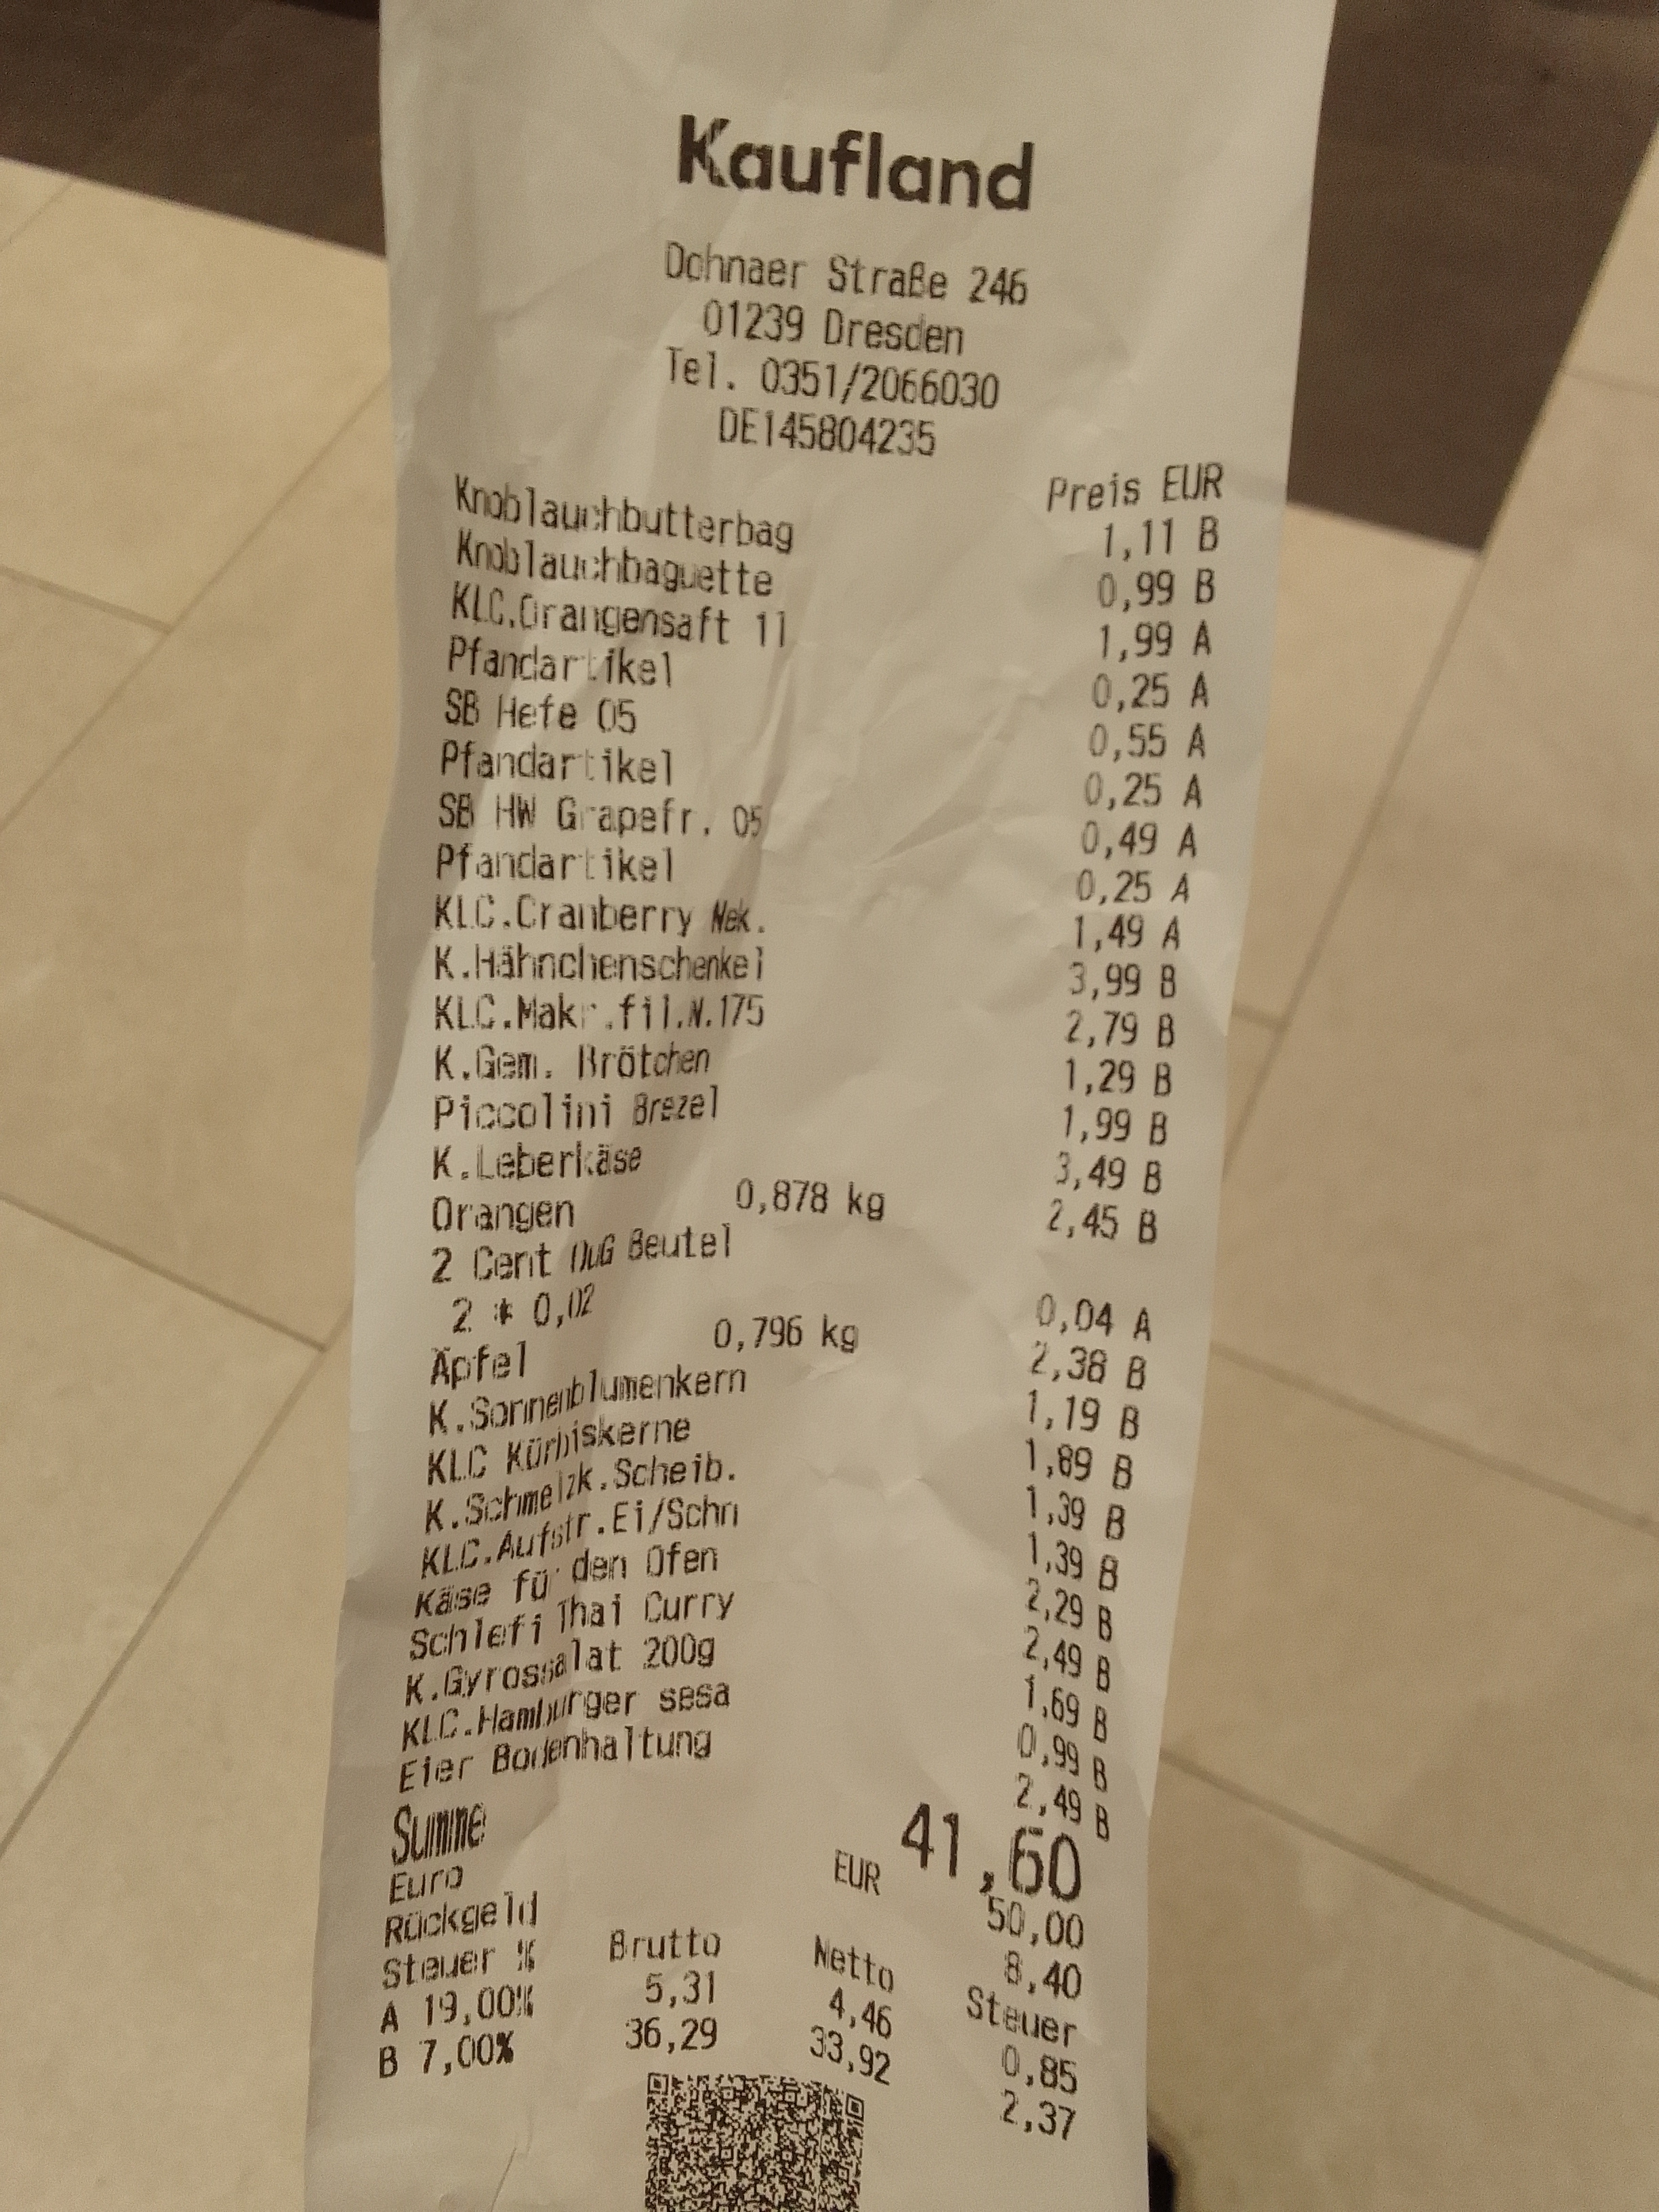 Kaufland
Dohnaer Straße 246
01239 Dresden
Tel. 0351/2066030
DE145804235
Preis EUR
Knoblauchbutterbag 1,11 B
Knoblauchbaguette 0,99 B
KLC.Orangensaft 1l 1,99 A
Pfandartikel 0,25 A
SB Hefe 05 0,55 A
Pfandartikel 0,25 A
SB HW Grapefr. 05 0,49 A
Pfandartikel 0,25 A
KLC.Cranberry Nek. 1,49 A
K.Hähnchenschenkel 3,99 B
KLC.Makr.fil.N.175 2,79 B
K.Gem. Brötchen 1,29 B
Piccolini Brezel 1,99 B
K.Leberkäse 3,49 B
Orangen 0,878 kg 2,45 B
2 Cent OuG Beutel
2 * 0,02 0,04 A
Äpfel 0,796 kg 2,38 B
K.Sonnenblumenkern 1,19 B
KLC Kürbiskerne 1,89 B
K.Schmelzk.Scheib. 1,39 B
KLC.Aufstr.Ei/Schn 1,39 B
Käse für den Ofen 2,29 B
Schlefi Thai Curry 2,49 B
K.Gyrossalat 200g 1,69 B
KLC.Hamburger sesa 0,99 B
Eier Bodenhaltung 2,49 B
Summe EUR 41,60
Euro 50,00
Rückgeld 8,40
Steuer % Brutto Netto Steuer
A 19,00% 5,31 4,46 0,85
B 7,00% 36,29 33,92 2,37